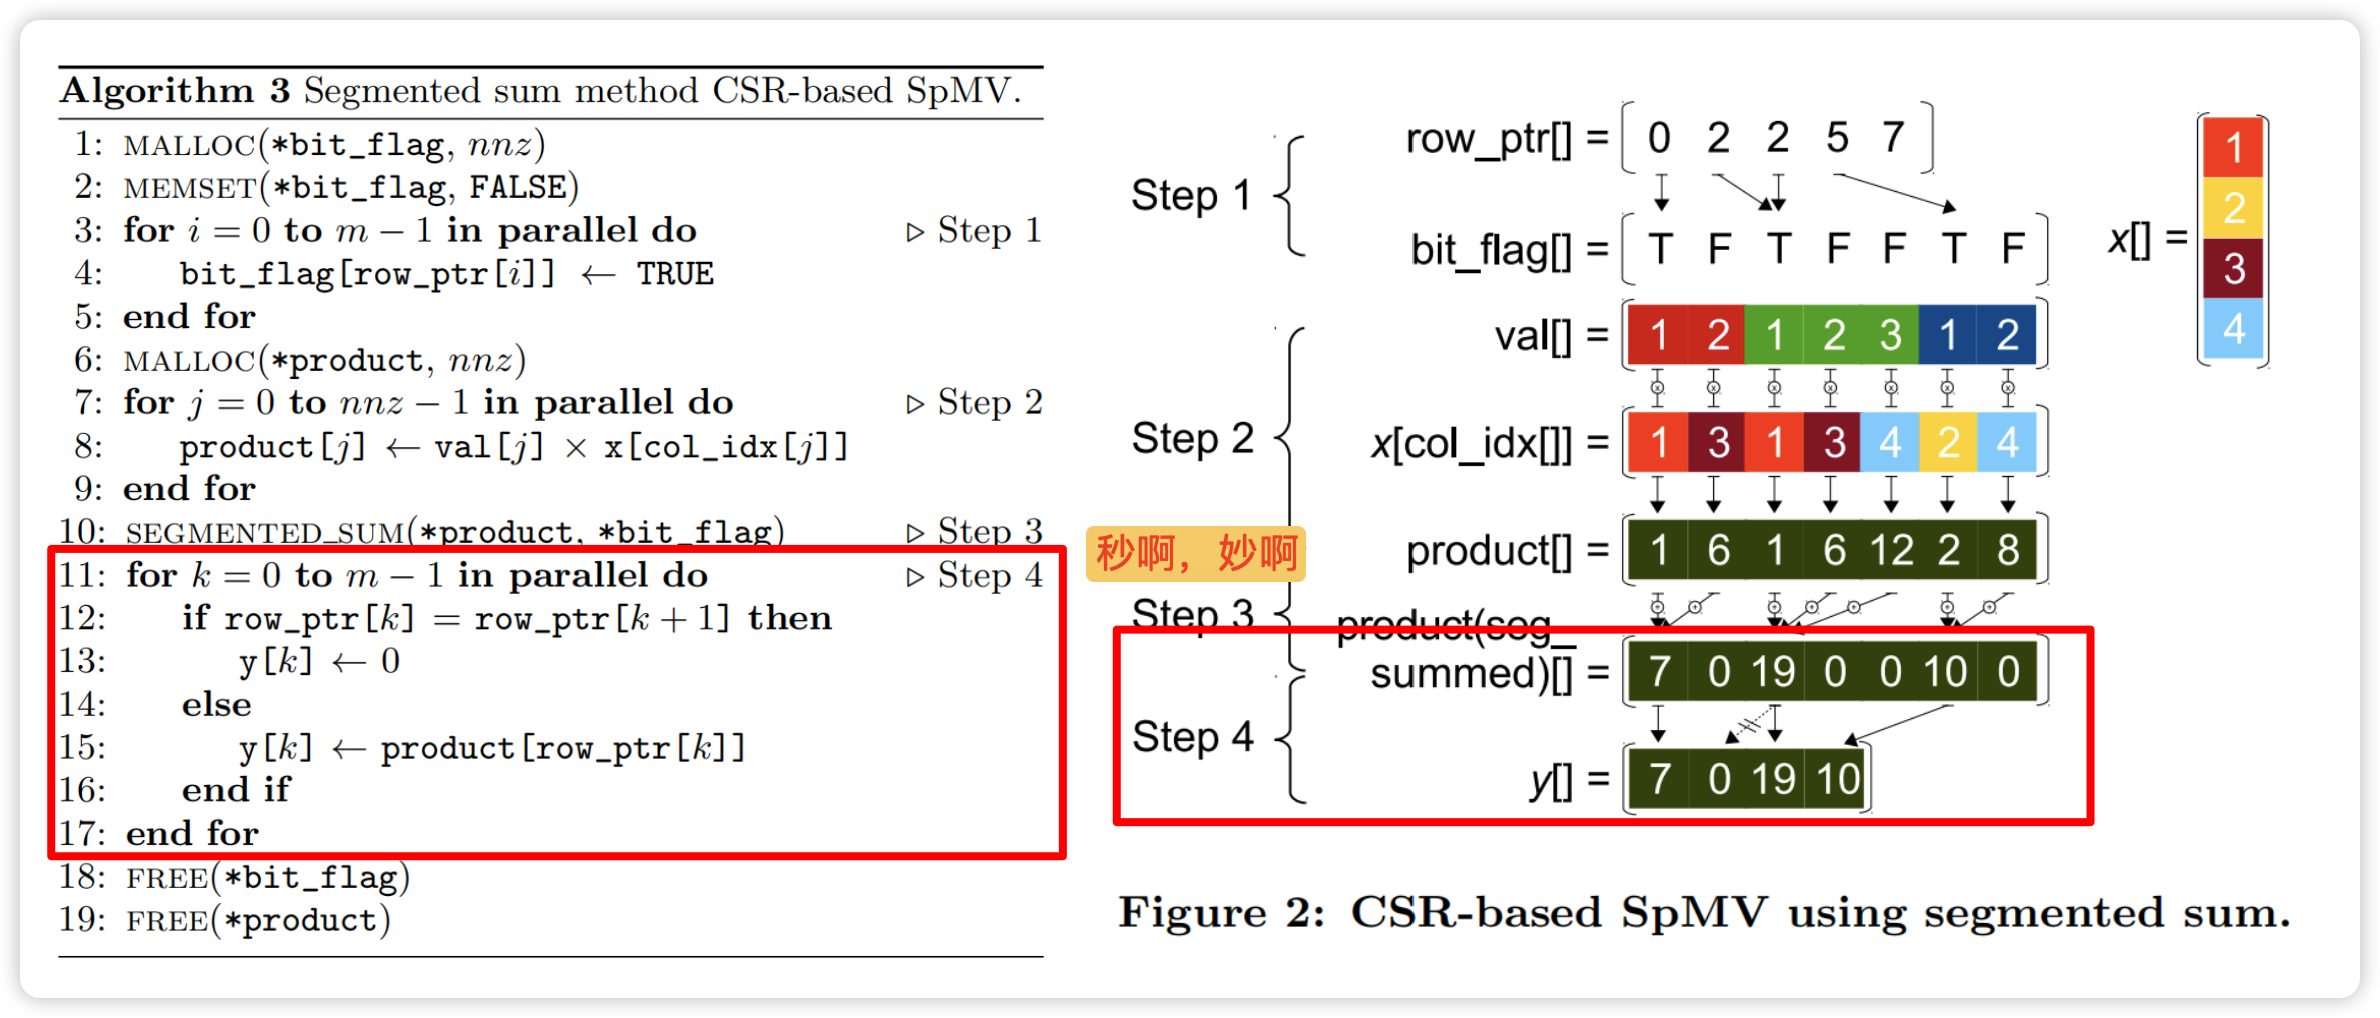 Algorithm 3 Segmented sum method CSR-based SpMV.
1: MALLOC(*bit_flag, nnz)
2: MEMSET(*bit_flag, FALSE)
3: for i = 0 to m − 1 in parallel do ▷ Step 1
4: bit_flag[row_ptr[i]] ← TRUE
5: end for
6: MALLOC(*product, nnz)
7: for j = 0 to nnz − 1 in parallel do ▷ Step 2
8: product[j] ← val[j] × x[col_idx[j]]
9: end for
10: SEGMENTED_SUM(*product, *bit_flag) ▷ Step 3
11: for k = 0 to m − 1 in parallel do ▷ Step 4
12: if row_ptr[k] = row_ptr[k + 1] then
13: y[k] ← 0
14: else
15: y[k] ← product[row_ptr[k]]
16: end if
17: end for
18: FREE(*bit_flag)
19: FREE(*product)
秒啊，妙啊
Step 1
row_ptr[] = 0 2 2 5 7
bit_flag[] = T F T F F T F
x[] =
1
2
3
4
Step 2
val[] = 1 2 1 2 3 1 2
x[col_idx[]] = 1 3 1 3 4 2 4
product[] = 1 6 1 6 12 2 8
Step 3
product(seg_
summed)[] = 7 0 19 0 0 10 0
Step 4
y[] = 7 0 19 10
Figure 2: CSR-based SpMV using segmented sum.